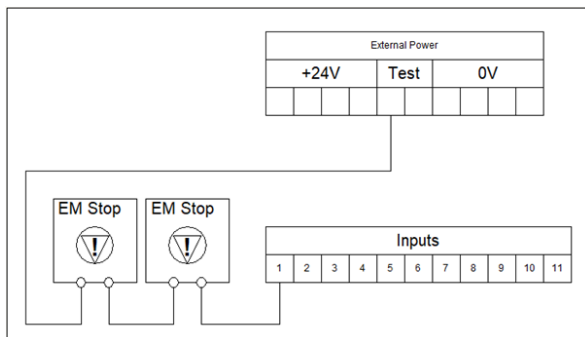 External Power
+24V Test 0V
EM Stop EM Stop
! !
Inputs
1 2 3 4 5 6 7 8 9 10 11